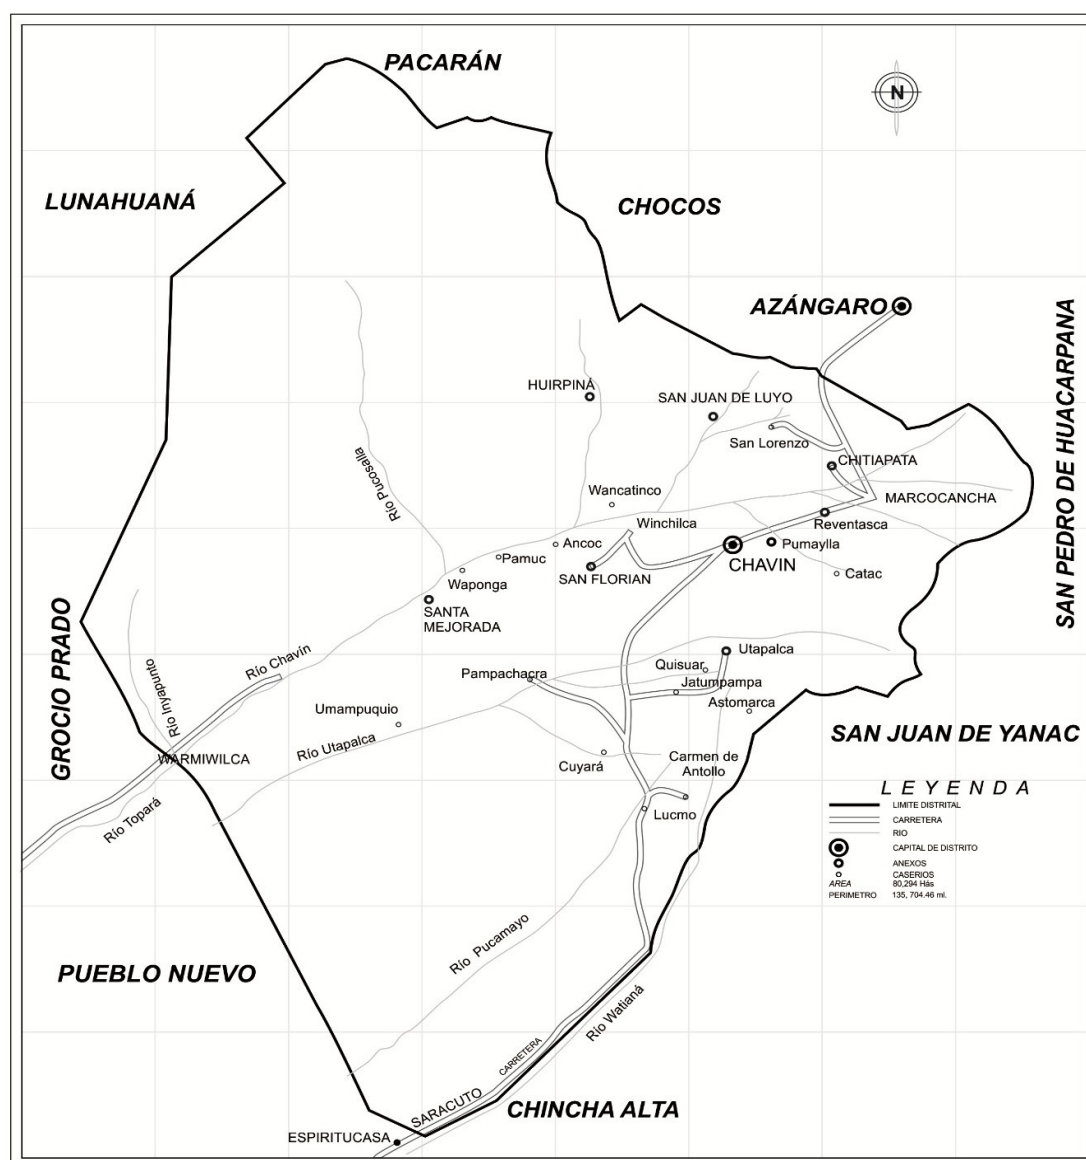 PACARÁN
N
LUNAHUANÁ
CHOCOS
AZÁNGARO
SAN PEDRO DE HUACARPANA
HUIRPINÁ
SAN JUAN DE LUYO
San Lorenzo
CHITIAPATA
Río Pucosalla
Wancatinco
MARCOCANCHA
Winchilca
Reventasca
Ancoc
Pumaylla
Pamuc
CHAVIN
SAN FLORIAN
Catac
Waponga
SANTA
MEJORADA
GROCIO PRADO
Utapalca
Río Chavín
Quisuar
Pampachacra
Jatumpampa
Río Inyapunto
Astomarca
Umampuquio
SAN JUAN DE YANAC
Río Utapalca
WARMIWILCA
Carmen de
Antollo
Cuyará
Río Topará
Lucmo
LEYENDA
LIMITE DISTRITAL
CARRETERA
RIO
CAPITAL DE DISTRITO
ANEXOS
CASERIOS
AREA 80,294 Hás
PERIMETRO 135, 704.46 ml.
Río Pucamayo
PUEBLO NUEVO
Río Watianá
CARRETERA
SARACUTO
CHINCHA ALTA
ESPIRITUCASA